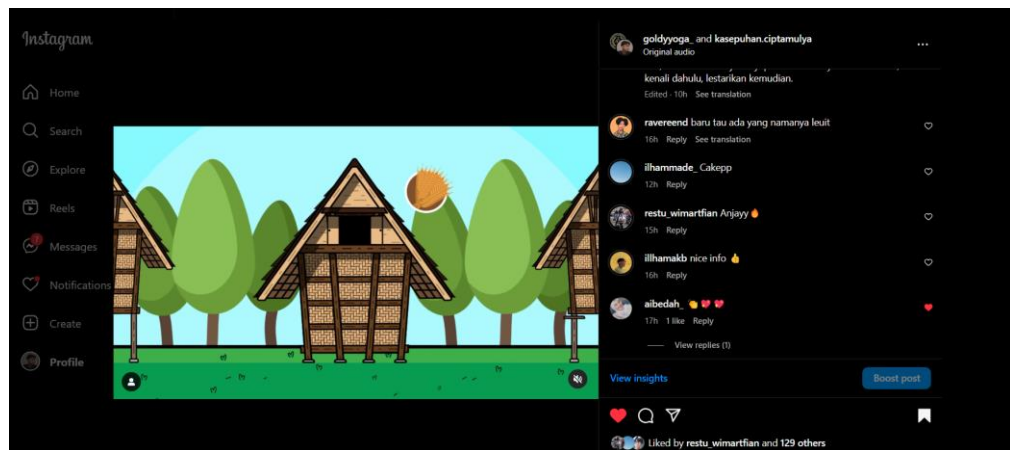 Instagram
Home
Search
Explore
Reels
7
Messages
Notifications
Create
Profile
goldyyoga_ and kasepuhan.ciptamulya
Original audio
kenali dahulu, lestarikan kemudian.
Edited · 10h See translation
ravereend baru tau ada yang namanya leuit
16h Reply See translation
ilhammade_ Cakepp
12h Reply
restu_wimartfian Anjayy🔥
15h Reply
illhamakb nice info 👍
16h Reply
aibedah_ 👏 💖 💖
17h 1 like Reply
View replies (1)
View insights
Boost post
Liked by restu_wimartfian and 129 others